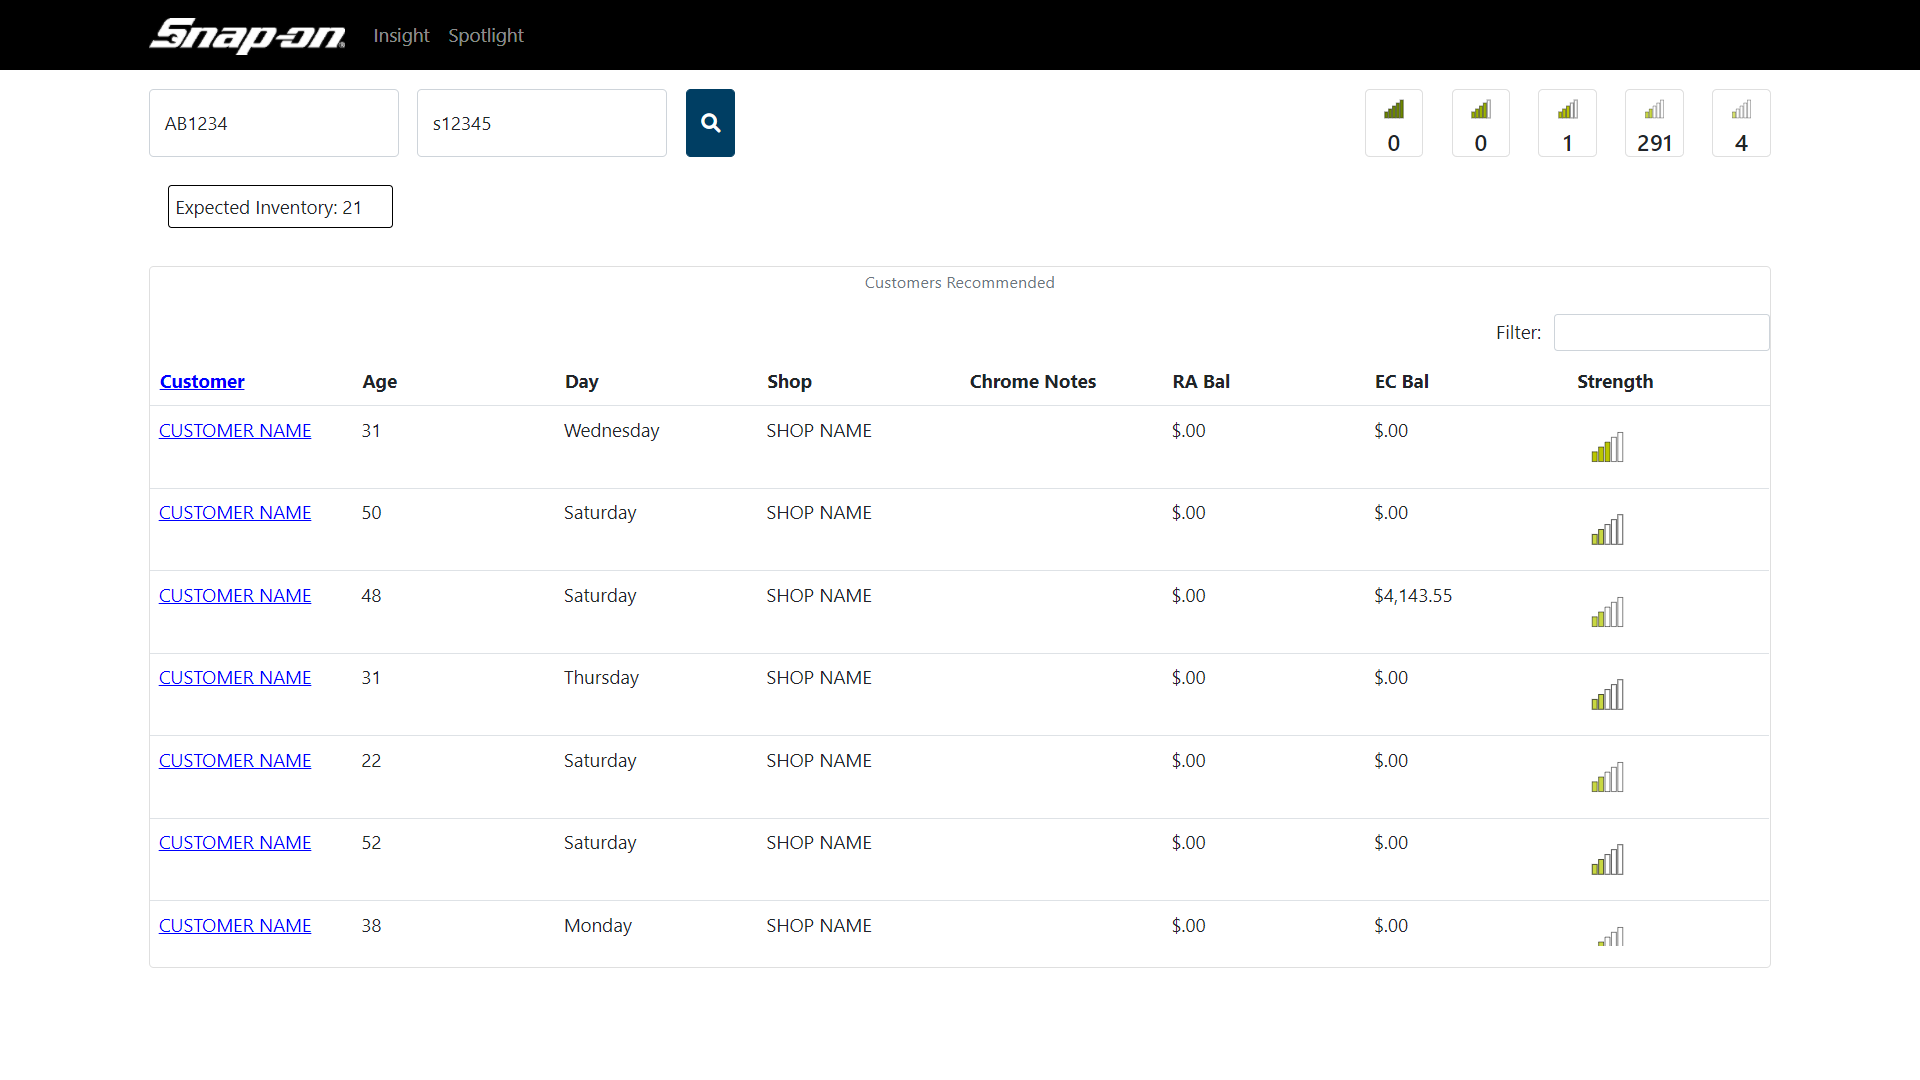 Snap-on Insight Spotlight
AB1234 s12345
0 0 1 291 4
Expected Inventory: 21
Customers Recommended
Filter:
Customer Age Day Shop Chrome Notes RA Bal EC Bal Strength
CUSTOMER NAME 31 Wednesday SHOP NAME $.00 $.00
CUSTOMER NAME 50 Saturday SHOP NAME $.00 $.00
CUSTOMER NAME 48 Saturday SHOP NAME $.00 $4,143.55
CUSTOMER NAME 31 Thursday SHOP NAME $.00 $.00
CUSTOMER NAME 22 Saturday SHOP NAME $.00 $.00
CUSTOMER NAME 52 Saturday SHOP NAME $.00 $.00
CUSTOMER NAME 38 Monday SHOP NAME $.00 $.00